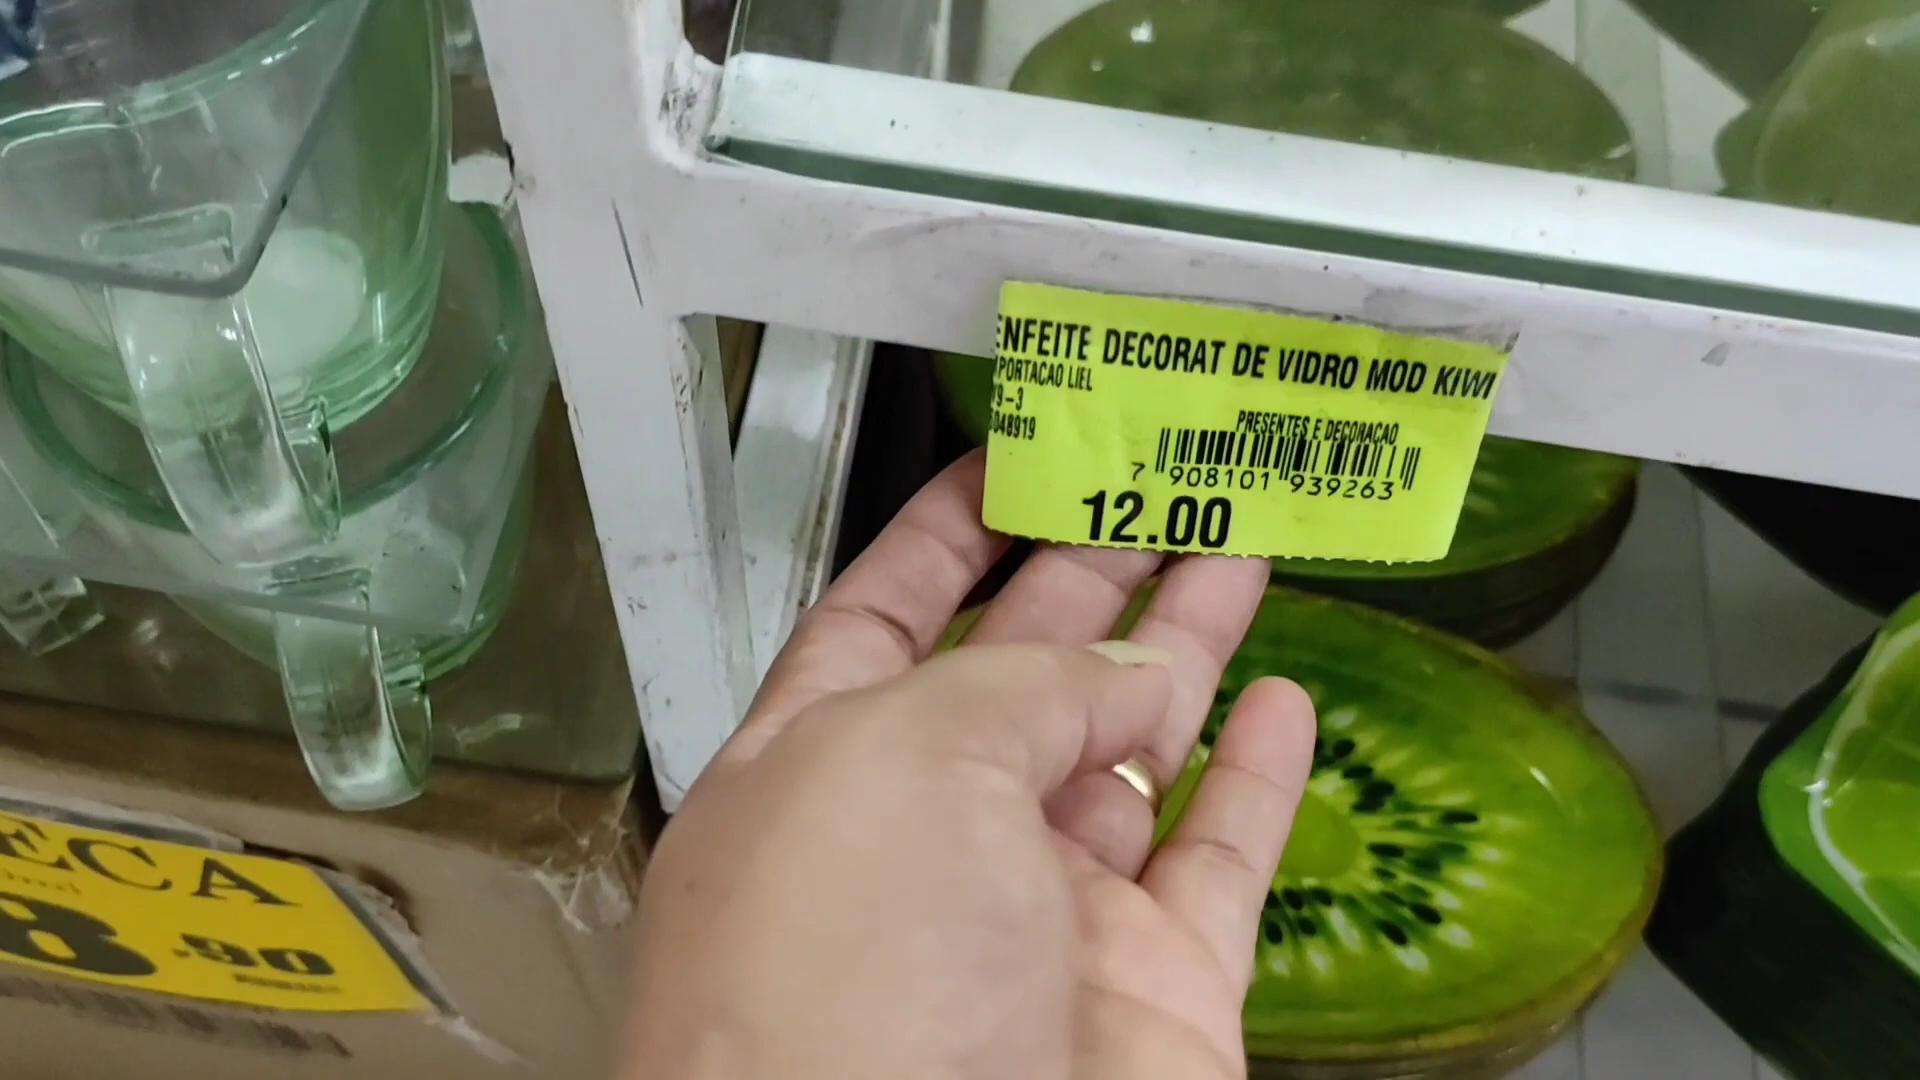 ENFEITE DECORAT DE VIDRO MOD KIWI
PORTACAO LIEL
9-3
048919
PRESENTES E DECORACAO
7 908101 939263
12.00
ECA
8,90